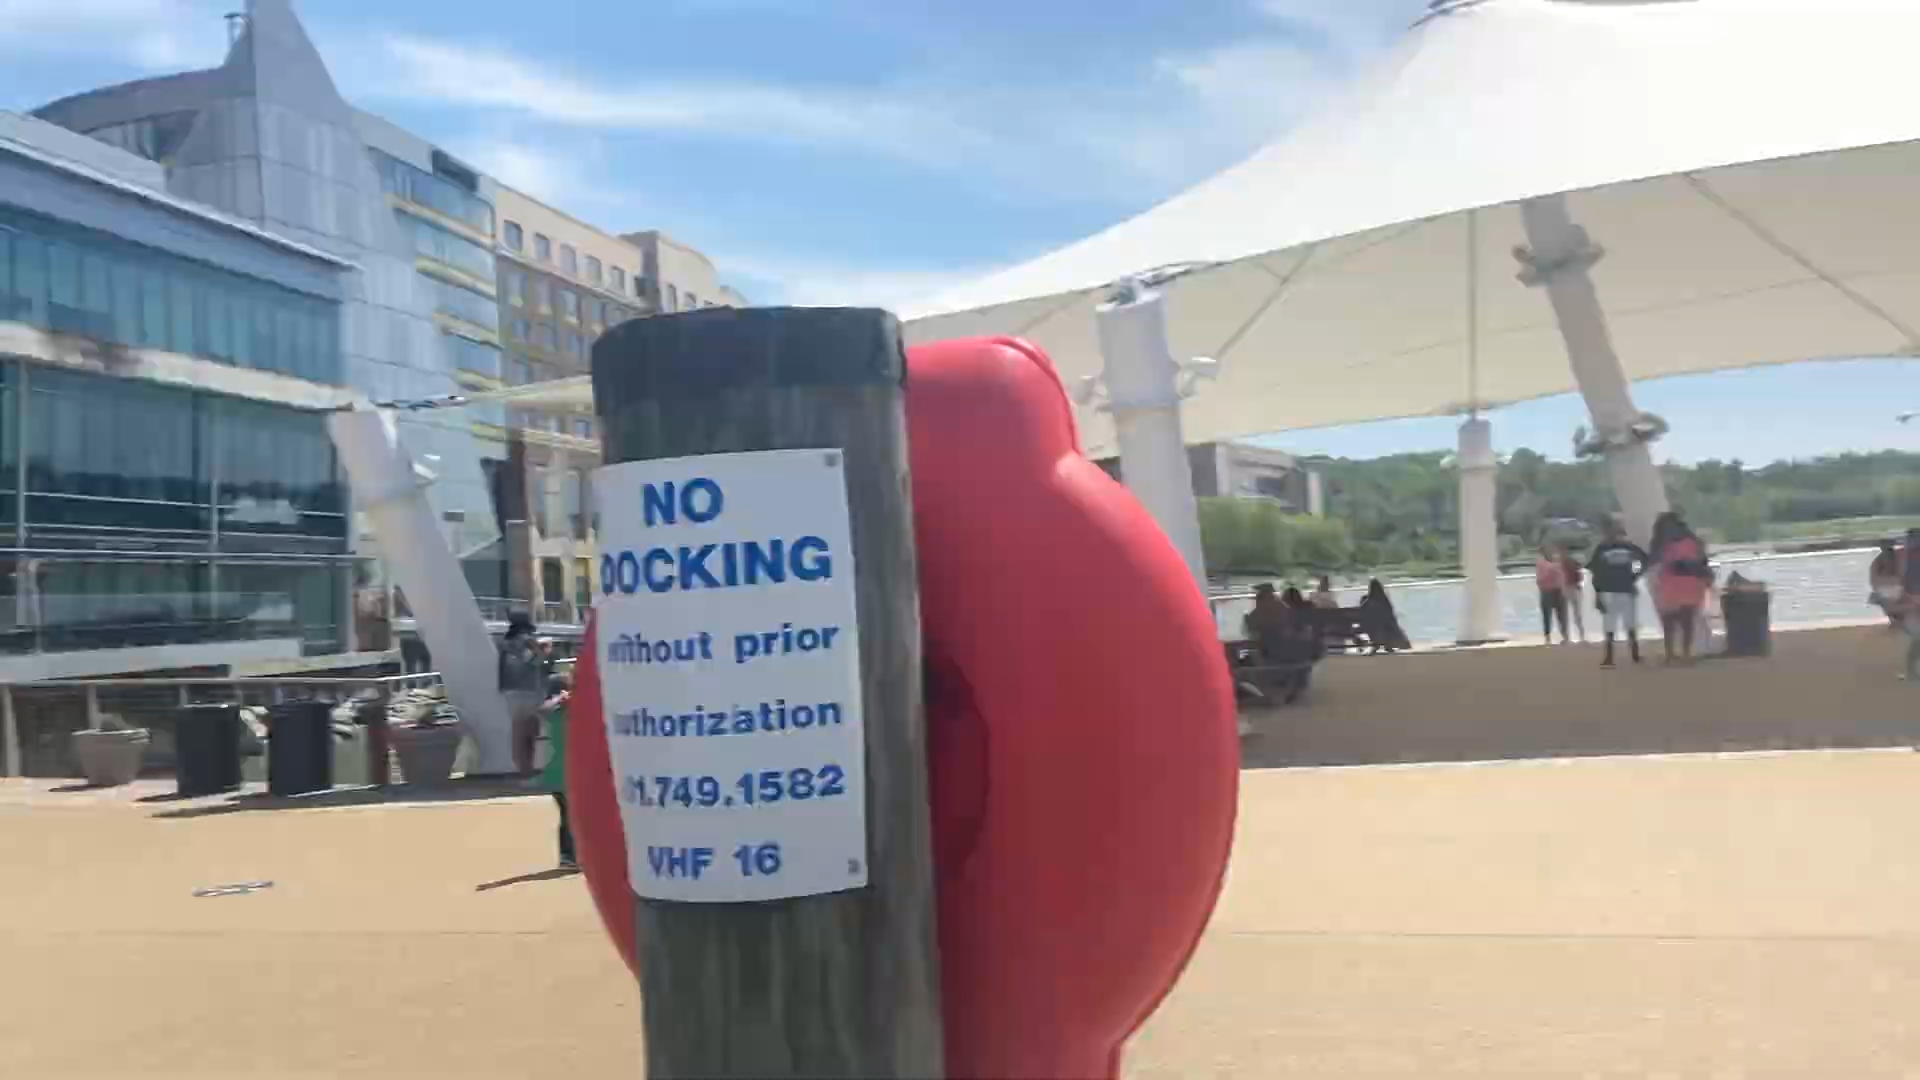 NO
DOCKING
without prior
authorization
1.749.1582
VHF 16